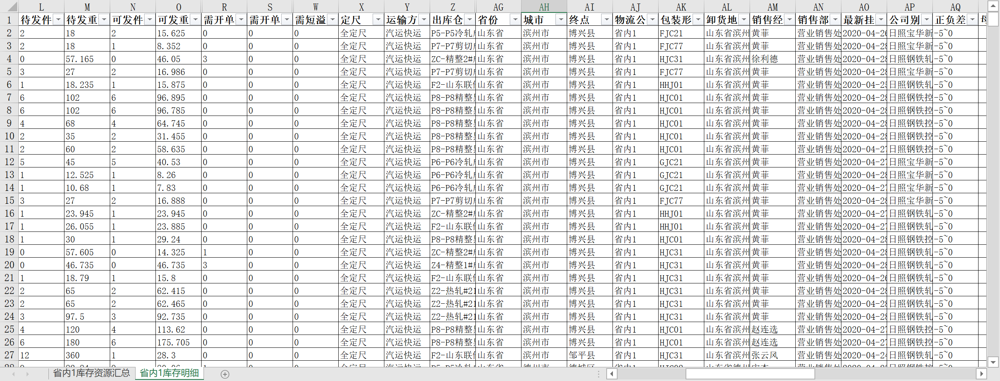 L M N O R S W X Y Z AG AH AI AJ AK AL AM AN AO AP AQ
1 待发件 待发重 可发件 可发重 需开单 需开单 需短溢 定尺 运输方 出库仓 省份 城市 终点 物流公 包装形 卸货地 销售经 销售部 最新挂 公司别 正负差
2 2 18 2 15.625 0 0 0 全定尺 汽运快运 P5-P5冷轧 山东省 滨州市 博兴县 省内1 FJC21 山东省滨州 黄菲 营业销售处 2020-04-26 日照宝华新 -5~0
3 2 18 1 8.352 0 0 0 全定尺 汽运快运 P7-P7剪切 山东省 滨州市 博兴县 省内1 FJC77 山东省滨州 黄菲 营业销售处 2020-04-28 日照宝华新 -5~0
4 0 57.165 0 46.05 3 0 0 全定尺 汽运快运 ZC-精整2# 山东省 滨州市 博兴县 省内1 HJC31 山东省滨州 徐利德 营业销售处 2020-04-28 日照钢铁轧 -5~0
5 3 27 2 16.986 0 0 0 全定尺 汽运快运 P7-P7剪切 山东省 滨州市 博兴县 省内1 FJC77 山东省滨州 黄菲 营业销售处 2020-04-28 日照宝华新 -5~0
6 1 18.235 1 15.875 0 0 0 全定尺 汽运快运 F2-山东联 山东省 滨州市 博兴县 省内1 HHJ01 山东省滨州 黄菲 营业销售处 2020-04-25 日照钢铁轧 -5~0
7 6 102 6 96.895 0 0 0 全定尺 汽运快运 P8-P8精整 山东省 滨州市 博兴县 省内1 HJC01 山东省滨州 黄菲 营业销售处 2020-04-28 日照钢铁控 -5~0
8 6 102 6 96.785 0 0 0 全定尺 汽运快运 P8-P8精整 山东省 滨州市 博兴县 省内1 HJC01 山东省滨州 黄菲 营业销售处 2020-04-28 日照钢铁控 -5~0
9 4 68 4 64.745 0 0 0 全定尺 汽运快运 P8-P8精整 山东省 滨州市 博兴县 省内1 HJC01 山东省滨州 黄菲 营业销售处 2020-04-28 日照钢铁控 -5~0
10 2 35 2 31.455 0 0 0 全定尺 汽运快运 P8-P8精整 山东省 滨州市 博兴县 省内1 HJC01 山东省滨州 黄菲 营业销售处 2020-04-28 日照钢铁控 -5~0
11 2 60 2 58.635 0 0 0 全定尺 汽运快运 P8-P8精整 山东省 滨州市 博兴县 省内1 HJC01 山东省滨州 黄菲 营业销售处 2020-04-27 日照钢铁控 -5~0
12 5 45 5 40.53 0 0 0 全定尺 汽运快运 P6-P6冷轧 山东省 滨州市 博兴县 省内1 GJC21 山东省滨州 黄菲 营业销售处 2020-04-27 日照宝华新 -5~0
13 1 12.525 1 8.26 0 0 0 全定尺 汽运快运 P6-P6冷轧 山东省 滨州市 博兴县 省内1 GJC21 山东省滨州 黄菲 营业销售处 2020-04-28 日照宝华新 -5~0
14 1 10.68 1 7.83 0 0 0 全定尺 汽运快运 P6-P6冷轧 山东省 滨州市 博兴县 省内1 GJC21 山东省滨州 黄菲 营业销售处 2020-04-27 日照宝华新 -5~0
15 3 27 2 16.888 0 0 0 全定尺 汽运快运 P7-P7剪切 山东省 滨州市 博兴县 省内1 FJC77 山东省滨州 黄菲 营业销售处 2020-04-28 日照宝华新 -5~0
16 1 23.945 1 23.945 0 0 0 全定尺 汽运快运 ZC-精整2# 山东省 滨州市 博兴县 省内1 HHJ01 山东省滨州 黄菲 营业销售处 2020-04-27 日照钢铁轧 -5~0
17 1 26.055 1 23.885 0 0 0 全定尺 汽运快运 F2-山东联 山东省 滨州市 博兴县 省内1 HHJ01 山东省滨州 黄菲 营业销售处 2020-04-27 日照钢铁轧 -5~0
18 1 30 1 29.24 0 0 0 全定尺 汽运快运 P8-P8精整 山东省 滨州市 博兴县 省内1 HJC01 山东省滨州 黄菲 营业销售处 2020-04-28 日照钢铁控 -5~0
19 0 57.605 0 14.325 1 0 0 全定尺 汽运快运 ZC-精整2# 山东省 滨州市 博兴县 省内1 HJC31 山东省滨州 黄菲 营业销售处 2020-04-28 日照钢铁轧 -5~0
20 0 46.735 0 46.735 3 0 0 全定尺 汽运快运 Z4-精整1# 山东省 滨州市 博兴县 省内1 HJC31 山东省滨州 黄菲 营业销售处 2020-04-28 日照钢铁轧 -5~0
21 1 18.79 1 15.8 0 0 0 全定尺 汽运快运 F2-山东联 山东省 滨州市 博兴县 省内1 HJC31 山东省滨州 黄菲 营业销售处 2020-04-26 日照钢铁轧 -5~0
22 2 65 2 62.415 0 0 0 全定尺 汽运快运 Z2-热轧#21 山东省 滨州市 博兴县 省内1 HJC31 山东省滨州 黄菲 营业销售处 2020-04-28 日照钢铁轧 -5~0
23 2 65 2 62.465 0 0 0 全定尺 汽运快运 Z2-热轧#21 山东省 滨州市 博兴县 省内1 HJC31 山东省滨州 黄菲 营业销售处 2020-04-28 日照钢铁轧 -5~0
24 3 97.5 3 92.735 0 0 0 全定尺 汽运快运 Z2-热轧#21 山东省 滨州市 博兴县 省内1 HJC31 山东省滨州 黄菲 营业销售处 2020-04-28 日照钢铁轧 -5~0
25 4 120 4 113.62 0 0 0 全定尺 汽运快运 P8-P8精整 山东省 滨州市 博兴县 省内1 HJC01 山东省滨州 赵连选 营业销售处 2020-04-27 日照钢铁控 -5~0
26 6 180 6 175.705 0 0 0 全定尺 汽运快运 P8-P8精整 山东省 滨州市 博兴县 省内1 HJC01 山东省滨州 赵连选 营业销售处 2020-04-27 日照钢铁控 -5~0
27 12 360 1 28.3 0 0 0 全定尺 汽运快运 F2-山东联 山东省 滨州市 邹平县 省内1 HJC31 山东省滨州 张云风 营业销售处 2020-04-24 日照钢铁轧 -5~0
省内1库存资源汇总 省内1库存明细